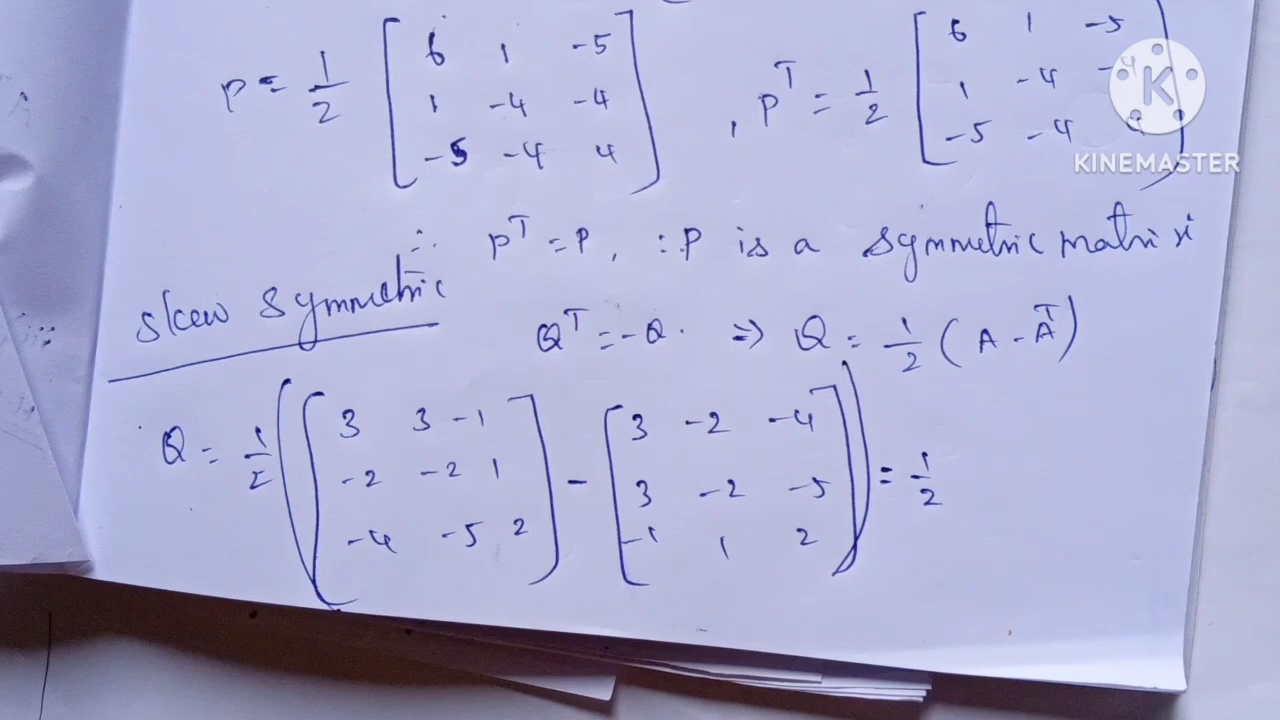 P = 1/2 [ 6 1 -5 ; 1 -4 -4 ; -5 -4 4 ] , P^T = 1/2 [ 6 1 -5 ; 1 -4 -4 ; -5 -4 4 ]
K
KINEMASTER
∴ P^T = P, ∴ P is a symmetric matrix
Skew symmetric
Q^T = -Q. ⇒ Q = 1/2 (A - A^T)
Q = 1/2 ( [ 3 3 -1 ; -2 -2 1 ; -4 -5 2 ] - [ 3 -2 -4 ; 3 -2 -5 ; -1 1 2 ] ) = 1/2